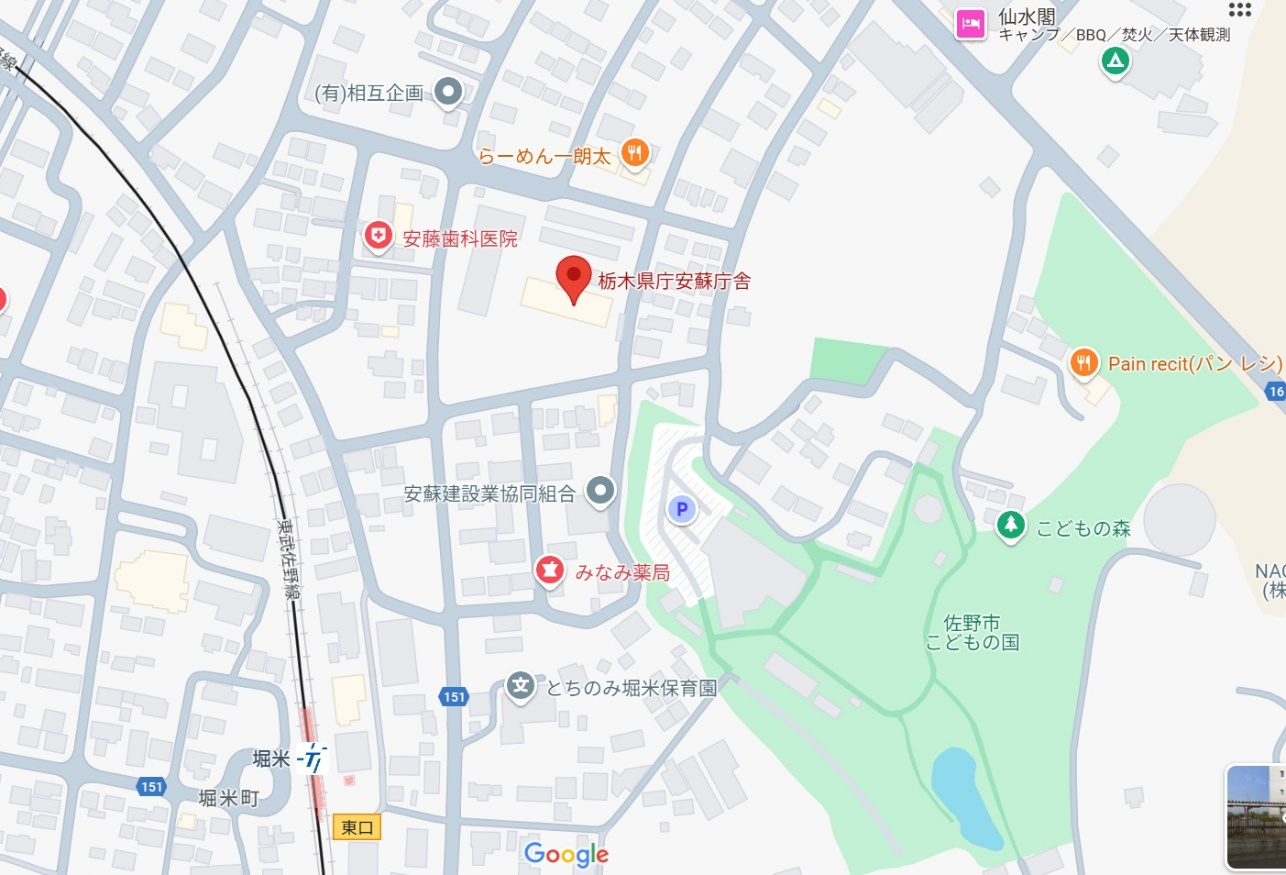 仙水閣
キャンプ／BBQ／焚火／天体観測
(有)相互企画
らーめん一朗太
安藤歯科医院
栃木県庁安蘇庁舎
Pain recit(パン レシ)
16
安蘇建設業協同組合
P
こどもの森
東武佐野線
みなみ薬局
NAC
(株
佐野市
こどもの国
文
とちのみ堀米保育園
151
堀米
151
堀米町
東口
Google